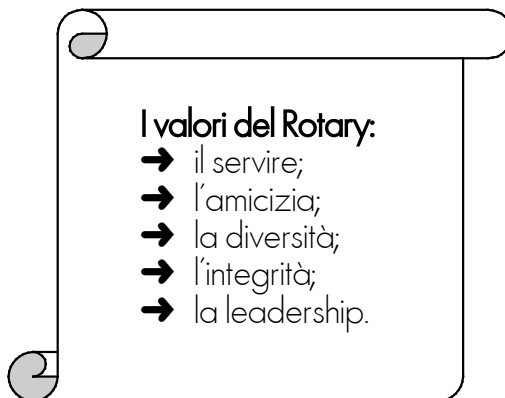 I valori del Rotary:
➔ il servire;
➔ l'amicizia;
➔ la diversità;
➔ l'integrità;
➔ la leadership.